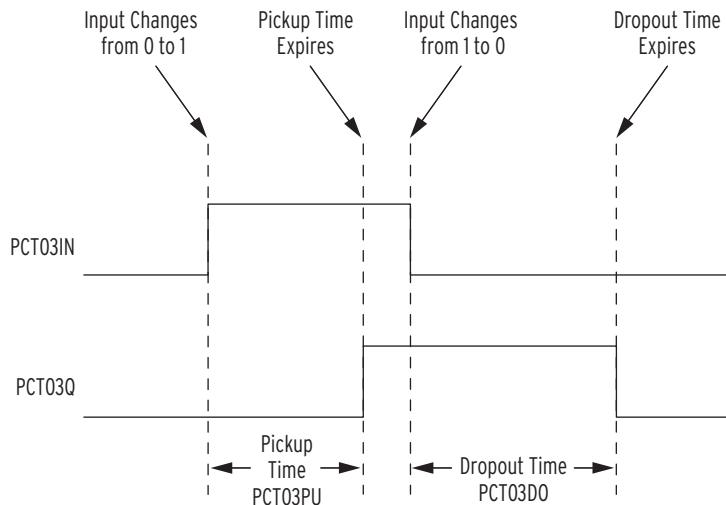 Input Changes
from 0 to 1
Pickup Time
Expires
Input Changes
from 1 to 0
Dropout Time
Expires
PCT03IN
PCT03Q
Pickup
Time
PCT03PU
Dropout Time
PCT03DO